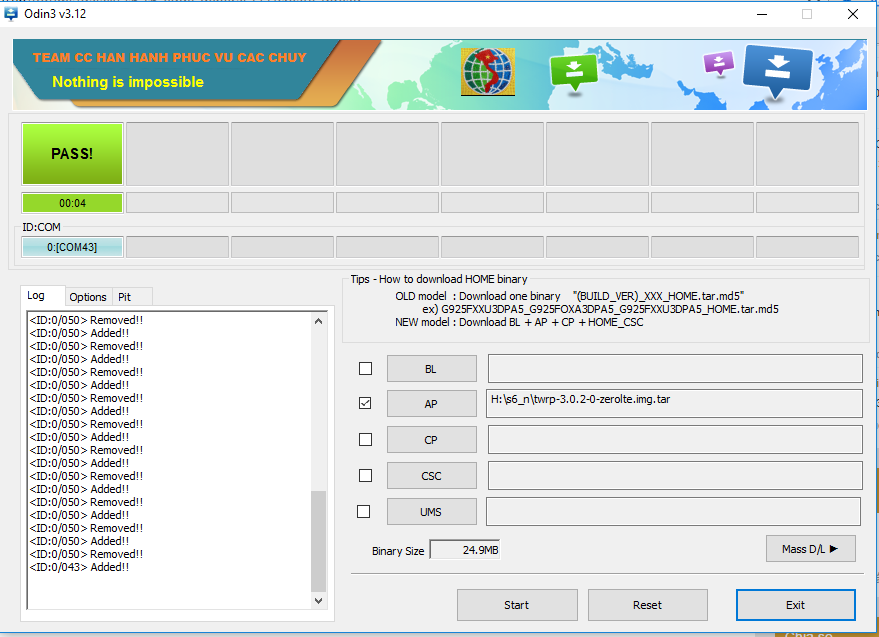 Odin3 v3.12
TEAM CC HAN HANH PHUC VU CAC CHUY
Nothing is impossible
PASS!
00:04
ID:COM
0:[COM43]
Log
Options
Pit
<ID:0/050> Removed!!
<ID:0/050> Added!!
<ID:0/050> Removed!!
<ID:0/050> Added!!
<ID:0/050> Removed!!
<ID:0/050> Added!!
<ID:0/050> Removed!!
<ID:0/050> Added!!
<ID:0/050> Removed!!
<ID:0/050> Added!!
<ID:0/050> Removed!!
<ID:0/050> Added!!
<ID:0/050> Removed!!
<ID:0/050> Added!!
<ID:0/050> Removed!!
<ID:0/050> Added!!
<ID:0/050> Removed!!
<ID:0/050> Added!!
<ID:0/050> Removed!!
<ID:0/043> Added!!
Tips - How to download HOME binary
OLD model : Download one binary "(BUILD_VER)_XXX_HOME.tar.md5"
ex) G925FXXU3DPA5_G925FOXA3DPA5_G925FXXU3DPA5_HOME.tar.md5
NEW model : Download BL + AP + CP + HOME_CSC
BL
AP
H:\s6_n\twrp-3.0.2-0-zerolte.img.tar
CP
CSC
UMS
Binary Size
24.9MB
Mass D/L ►
Start
Reset
Exit